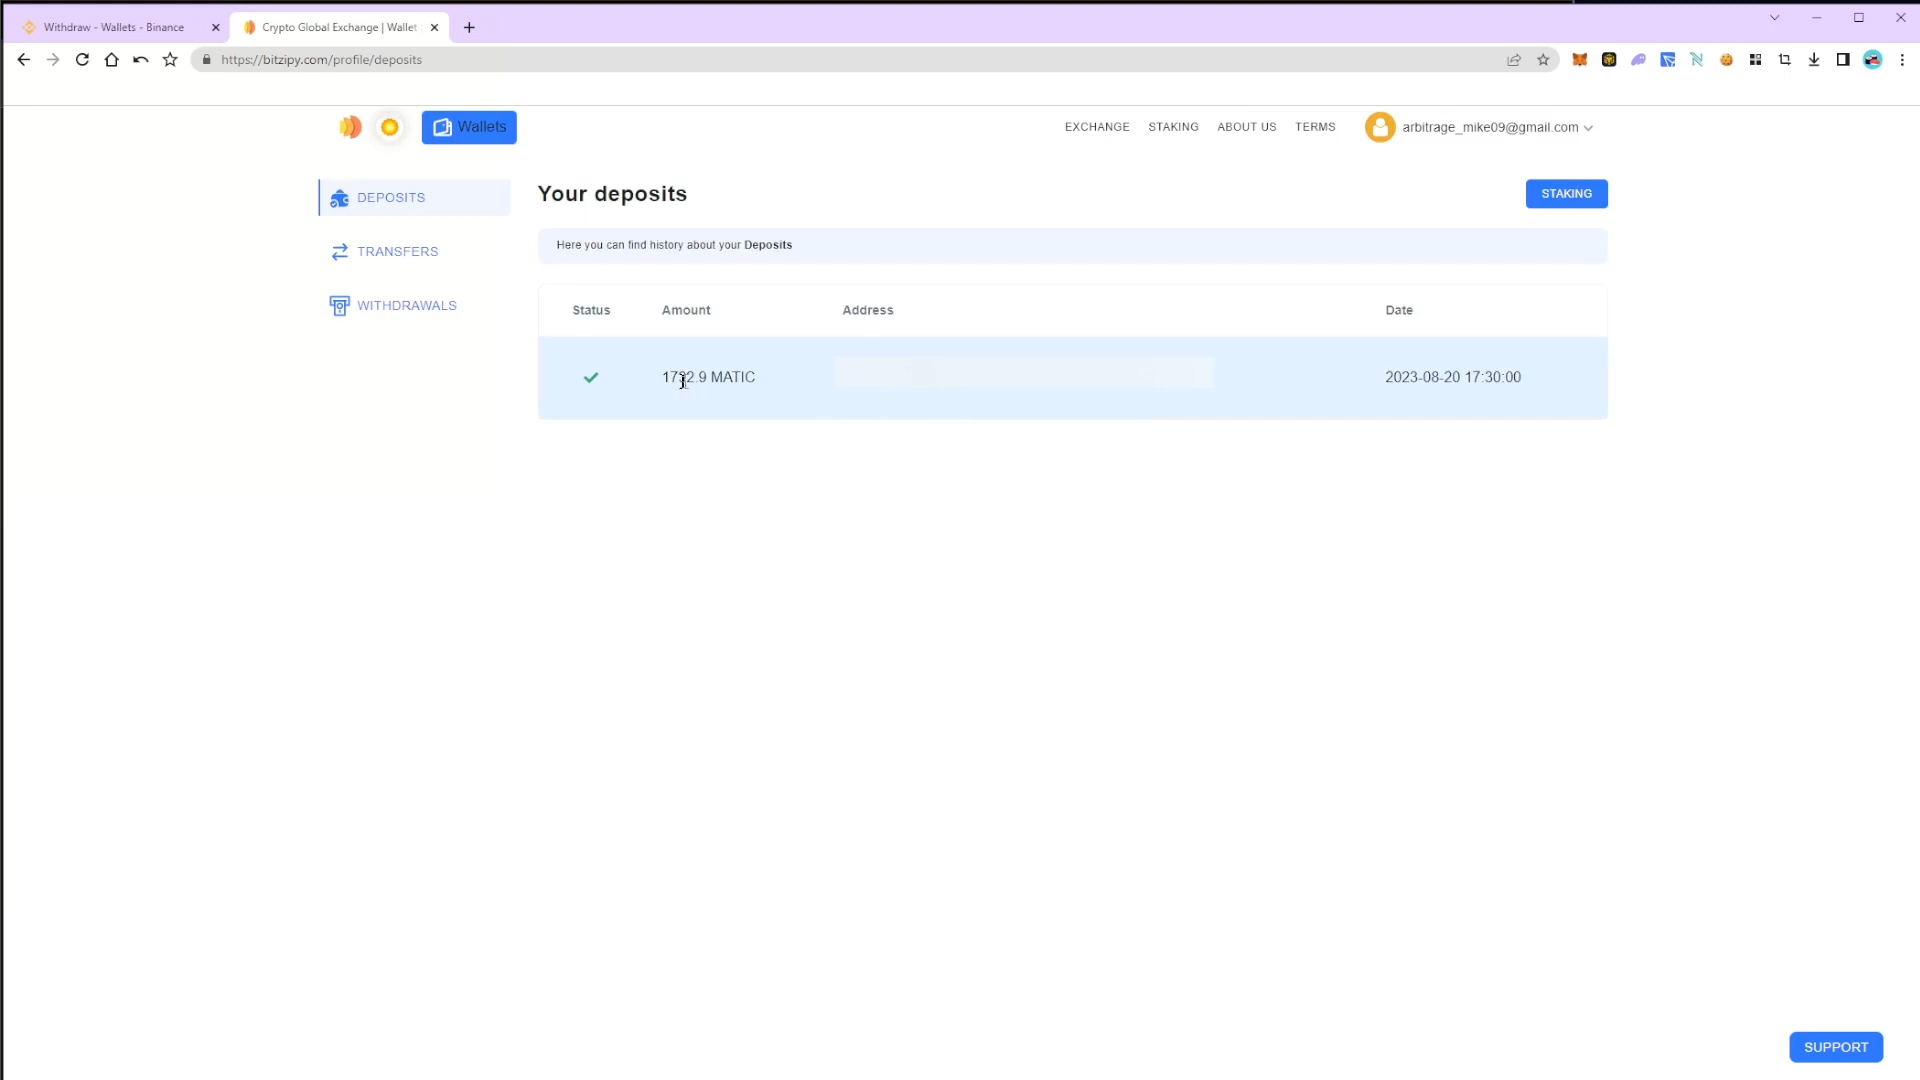 Withdraw - Wallets - Binance
Crypto Global Exchange | Wallet
https://bitzipy.com/profile/deposits
Wallets
EXCHANGE
STAKING
ABOUT US
TERMS
arbitrage_mike09@gmail.com
DEPOSITS
TRANSFERS
WITHDRAWALS
Your deposits
STAKING
Here you can find history about your Deposits
Status Amount Address Date
1732.9 MATIC 2023-08-20 17:30:00
SUPPORT